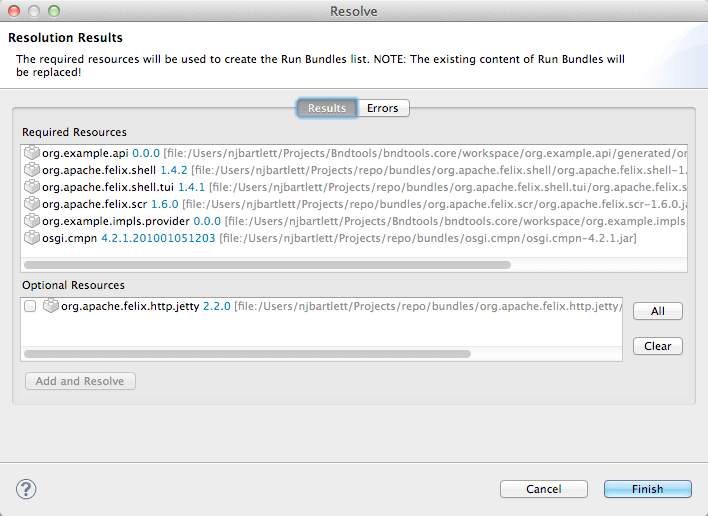 Resolve
Resolution Results
The required resources will be used to create the Run Bundles list. NOTE: The existing content of Run Bundles will
be replaced!
Results Errors
Required Resources
org.example.api 0.0.0 [file:/Users/njbartlett/Projects/Bndtools/bndtools.core/workspace/org.example.api/generated/or
org.apache.felix.shell 1.4.2 [file:/Users/njbartlett/Projects/repo/bundles/org.apache.felix.shell/org.apache.felix.shell-1.
org.apache.felix.shell.tui 1.4.1 [file:/Users/njbartlett/Projects/repo/bundles/org.apache.felix.shell.tui/org.apache.felix.s
org.apache.felix.scr 1.6.0 [file:/Users/njbartlett/Projects/repo/bundles/org.apache.felix.scr/org.apache.felix.scr-1.6.0.ja
org.example.impls.provider 0.0.0 [file:/Users/njbartlett/Projects/Bndtools/bndtools.core/workspace/org.example.impls.
osgi.cmpn 4.2.1.201001051203 [file:/Users/njbartlett/Projects/repo/bundles/osgi.cmpn/osgi.cmpn-4.2.1.jar]
Optional Resources
org.apache.felix.http.jetty 2.2.0 [file:/Users/njbartlett/Projects/repo/bundles/org.apache.felix.http.jetty/
All
Clear
Add and Resolve
? Cancel Finish